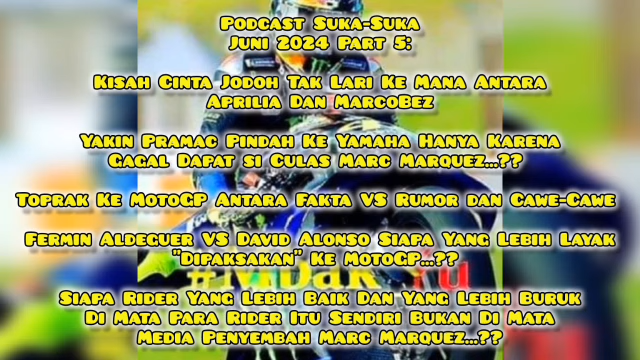 Podcast Suka-Suka
Juni 2024 Part 5:
Kisah Cinta Jodoh Tak Lari Ke Mana Antara
Aprilia Dan MarcoBez
Yakin Pramac Pindah Ke Yamaha Hanya Karena
Gagal Dapat si Culas Marc Marquez...??
Toprak Ke MotoGP Antara Fakta VS Rumor dan Cawe-Cawe
Fermin Aldeguer VS David Alonso Siapa Yang Lebih Layak
"Dipaksakan" Ke MotoGP...??
Siapa Rider Yang Lebih Baik Dan Yang Lebih Buruk
Di Mata Para Rider Itu Sendiri Bukan Di Mata
Media Penyembah Marc Marquez...??